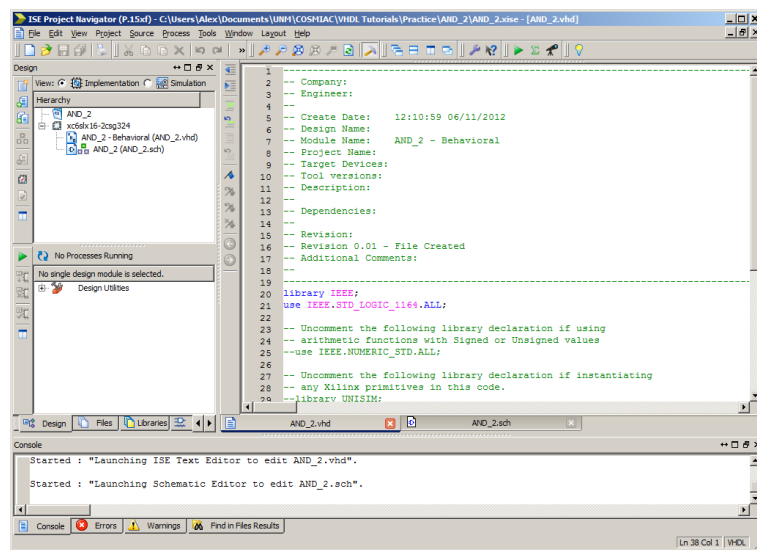 ISE Project Navigator (P.15xf) - C:\Users\Alex\Documents\UNM\COSMIAC\VHDL Tutorials\Practice\AND_2\AND_2.xise - [AND_2.vhd]
File Edit View Project Source Process Tools Window Layout Help
Design
View: Implementation Simulation
Hierarchy
AND_2
xc6slx16-2csg324
AND_2 - Behavioral (AND_2.vhd)
AND_2 (AND_2.sch)
No Processes Running
No single design module is selected.
Design Utilities
Design Files Libraries
1 ----------------------------------------------------------------------------------
2 -- Company:
3 -- Engineer:
4 --
5 -- Create Date:    12:10:59 06/11/2012
6 -- Design Name:
7 -- Module Name:    AND_2 - Behavioral
8 -- Project Name:
9 -- Target Devices:
10 -- Tool versions:
11 -- Description:
12 --
13 -- Dependencies:
14 --
15 -- Revision:
16 -- Revision 0.01 - File Created
17 -- Additional Comments:
18 --
19 ----------------------------------------------------------------------------------
20 library IEEE;
21 use IEEE.STD_LOGIC_1164.ALL;
22
23 -- Uncomment the following library declaration if using
24 -- arithmetic functions with Signed or Unsigned values
25 --use IEEE.NUMERIC_STD.ALL;
26
27 -- Uncomment the following library declaration if instantiating
28 -- any Xilinx primitives in this code.
29 --library UNISIM;
AND_2.vhd AND_2.sch
Console
Started : "Launching ISE Text Editor to edit AND_2.vhd".
Started : "Launching Schematic Editor to edit AND_2.sch".
Console Errors Warnings Find in Files Results
Ln 38 Col 1 VHDL